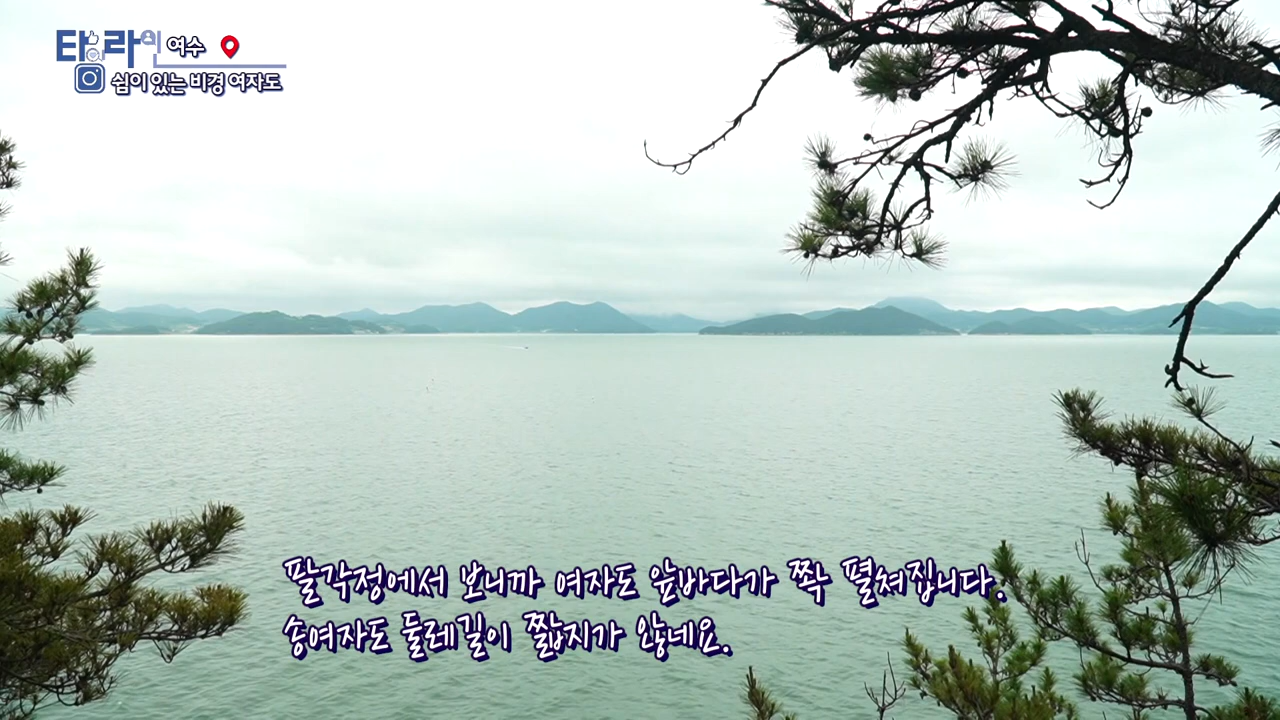 타라의 여수
쉼이 있는 비경 여자도
팔각정에서 보니까 여자도 앞바다가 쫙 펼쳐집니다.
송여자도 둘레길이 짧지가 않네요.